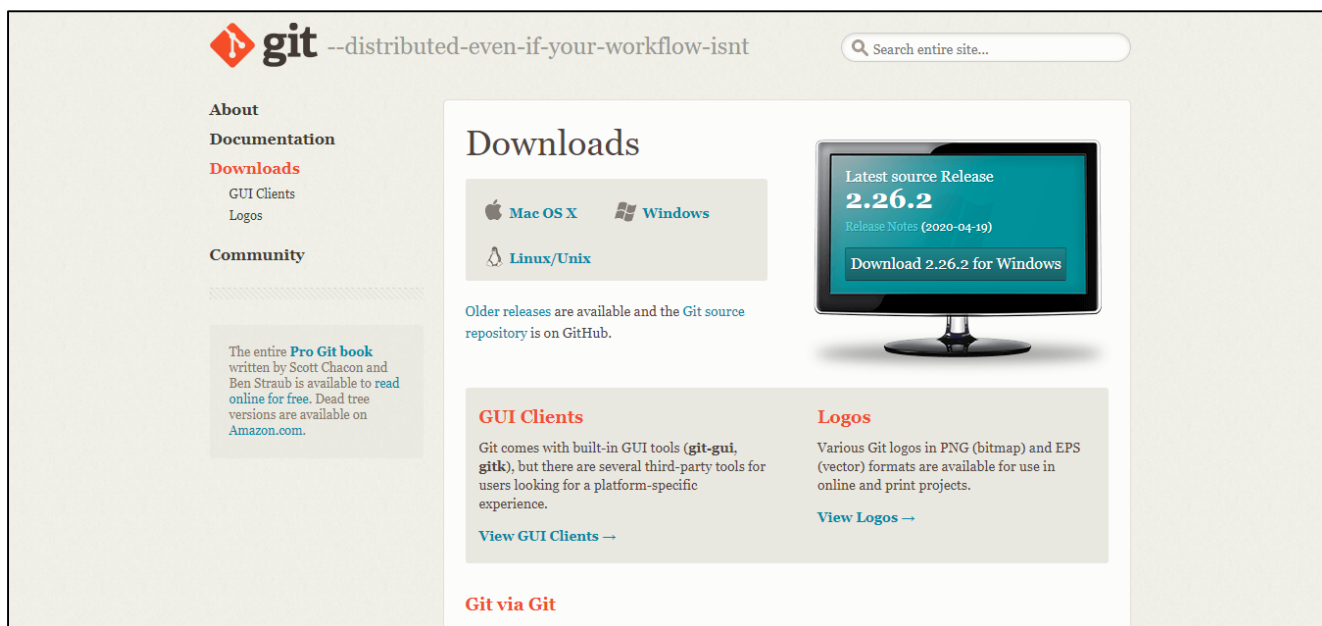 git --distributed-even-if-your-workflow-isnt
Search entire site...
About
Documentation
Downloads
GUI Clients
Logos
Community
The entire Pro Git book
written by Scott Chacon and
Ben Straub is available to read
online for free. Dead tree
versions are available on
Amazon.com.
Downloads
Mac OS X
Windows
Linux/Unix
Older releases are available and the Git source
repository is on GitHub.
Latest source Release
2.26.2
Release Notes (2020-04-19)
Download 2.26.2 for Windows
GUI Clients
Git comes with built-in GUI tools (git-gui,
gitk), but there are several third-party tools for
users looking for a platform-specific
experience.
View GUI Clients →
Logos
Various Git logos in PNG (bitmap) and EPS
(vector) formats are available for use in
online and print projects.
View Logos →
Git via Git